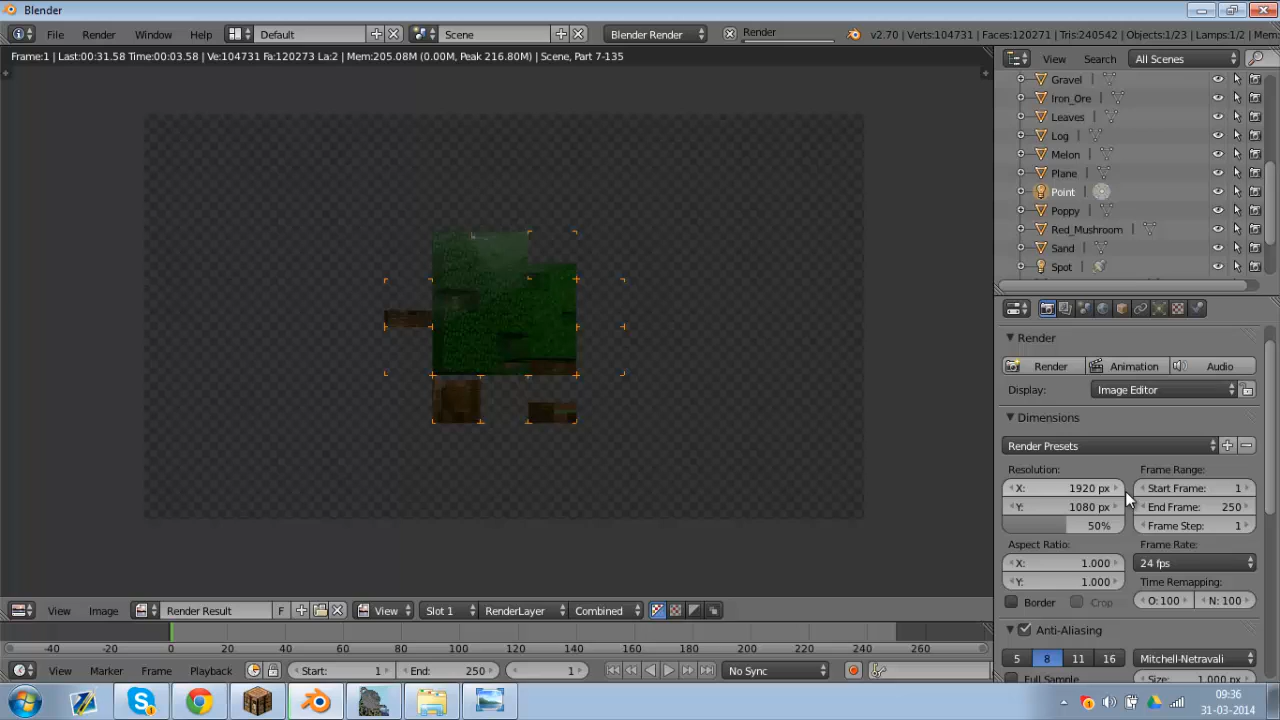 Blender
File Render Window Help Default Scene Blender Render Render v2.70 | Verts:104731 | Faces:120271 | Tris:240542 | Objects:1/23 | Lamps:1/2 | Mem:
Frame:1 | Last:00:31.58 Time:00:03.58 | Ve:104731 Fa:120273 La:2 | Mem:205.08M (0.00M, Peak 216.80M) | Scene, Part 7-135
View Search All Scenes
Gravel
Iron_Ore
Leaves
Log
Melon
Plane
Point
Poppy
Red_Mushroom
Sand
Spot
Render
Render Animation Audio
Display: Image Editor
Dimensions
Render Presets
Resolution: Frame Range:
X: 1920 px Start Frame: 1
Y: 1080 px End Frame: 250
50% Frame Step: 1
Aspect Ratio: Frame Rate:
X: 1.000 24 fps
Y: 1.000 Time Remapping:
Border Crop O:100 N: 100
Anti-Aliasing
5 8 11 16 Mitchell-Netravali
Full Sample Size: 1.000 px
View Image Render Result F View Slot 1 RenderLayer Combined
-40 -20 0 20 40 60 80 100 120 140 160 180 200 220 240 260
View Marker Frame Playback Start: 1 End: 250 1 No Sync
09:36
31-03-2014